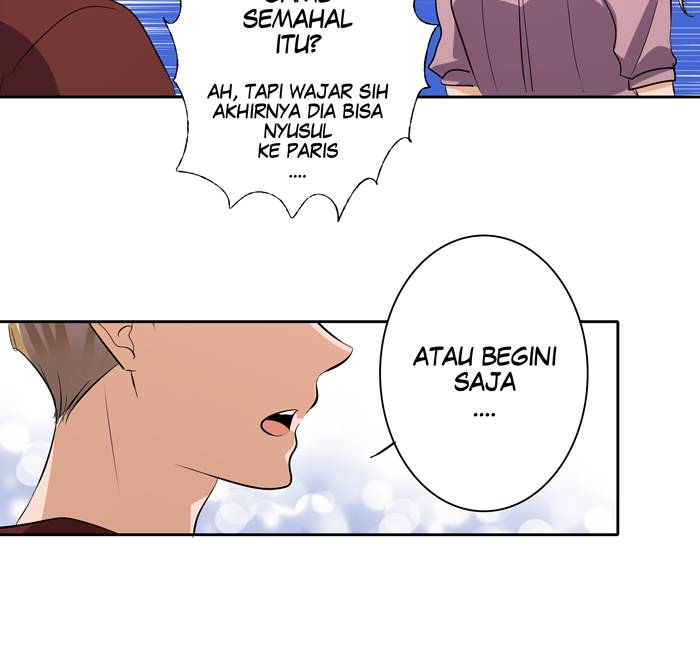 SEMAHAL
ITU?
AH, TAPI WAJAR SIH
AKHIRNYA DIA BISA
NYUSUL
KE PARIS
....
ATAU BEGINI
SAJA
....